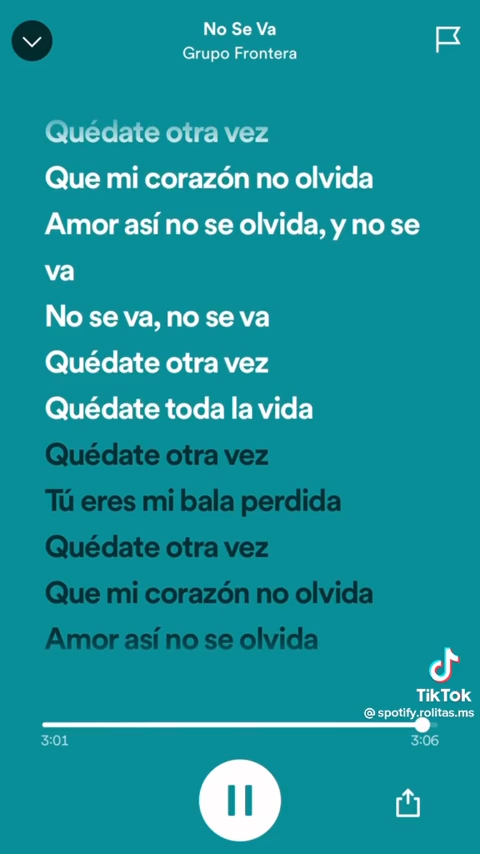 No Se Va
Grupo Frontera
Quédate otra vez
Que mi corazón no olvida
Amor así no se olvida, y no se
va
No se va, no se va
Quédate otra vez
Quédate toda la vida
Quédate otra vez
Tú eres mi bala perdida
Quédate otra vez
Que mi corazón no olvida
Amor así no se olvida
TikTok
@ spotify.rolitas.ms
3:01
3:06